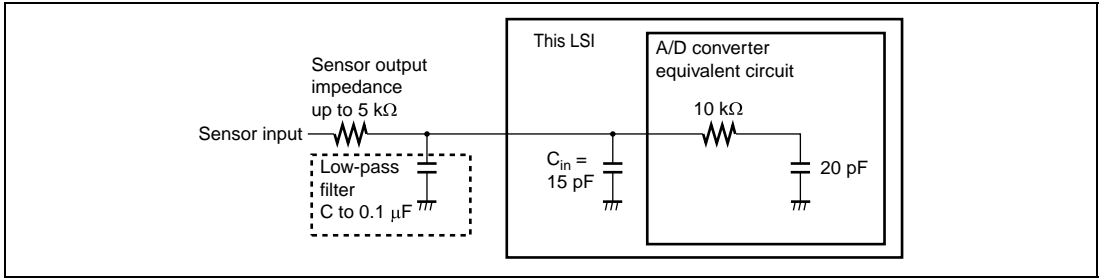 This LSI
A/D converter
equivalent circuit
Sensor output
impedance
up to 5 kΩ
10 kΩ
Sensor input
Low-pass
filter
C to 0.1 μF
Cin =
15 pF
20 pF